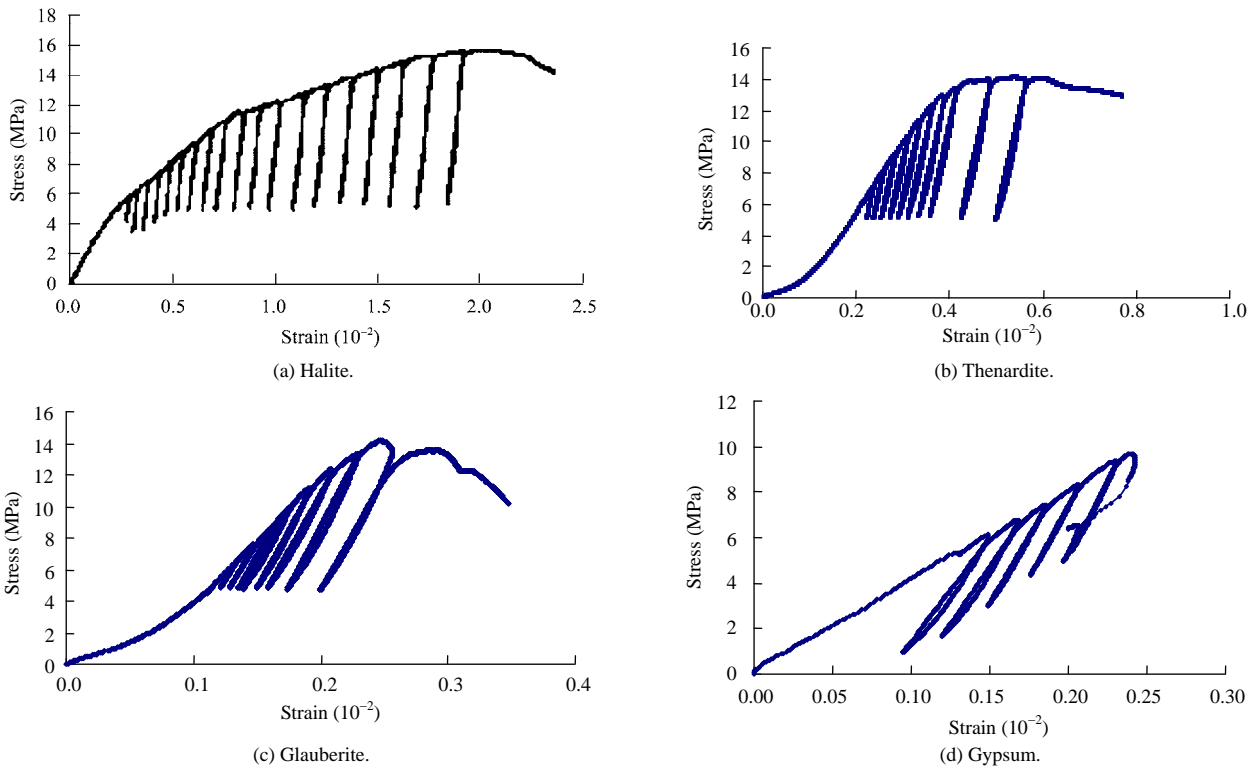 18
16
14
12
10
8
6
4
2
0
Stress (MPa)
0.0 0.5 1.0 1.5 2.0 2.5
Strain (10⁻²)
(a) Halite.
16
14
12
10
8
6
4
2
0
Stress (MPa)
0.0 0.2 0.4 0.6 0.8 1.0
Strain (10⁻²)
(b) Thenardite.
16
14
12
10
8
6
4
2
0
Stress (MPa)
0.0 0.1 0.2 0.3 0.4
Strain (10⁻²)
(c) Glauberite.
12
10
8
6
4
2
0
Stress (MPa)
0.00 0.05 0.10 0.15 0.20 0.25 0.30
Strain (10⁻²)
(d) Gypsum.